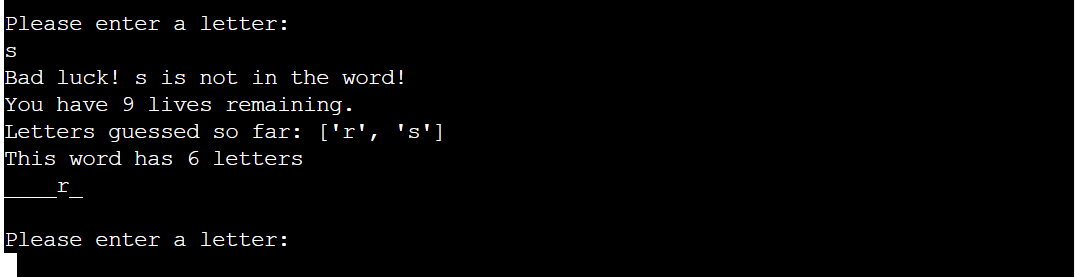 Please enter a letter:
s
Bad luck! s is not in the word!
You have 9 lives remaining.
Letters guessed so far: ['r', 's']
This word has 6 letters
____r_
Please enter a letter: